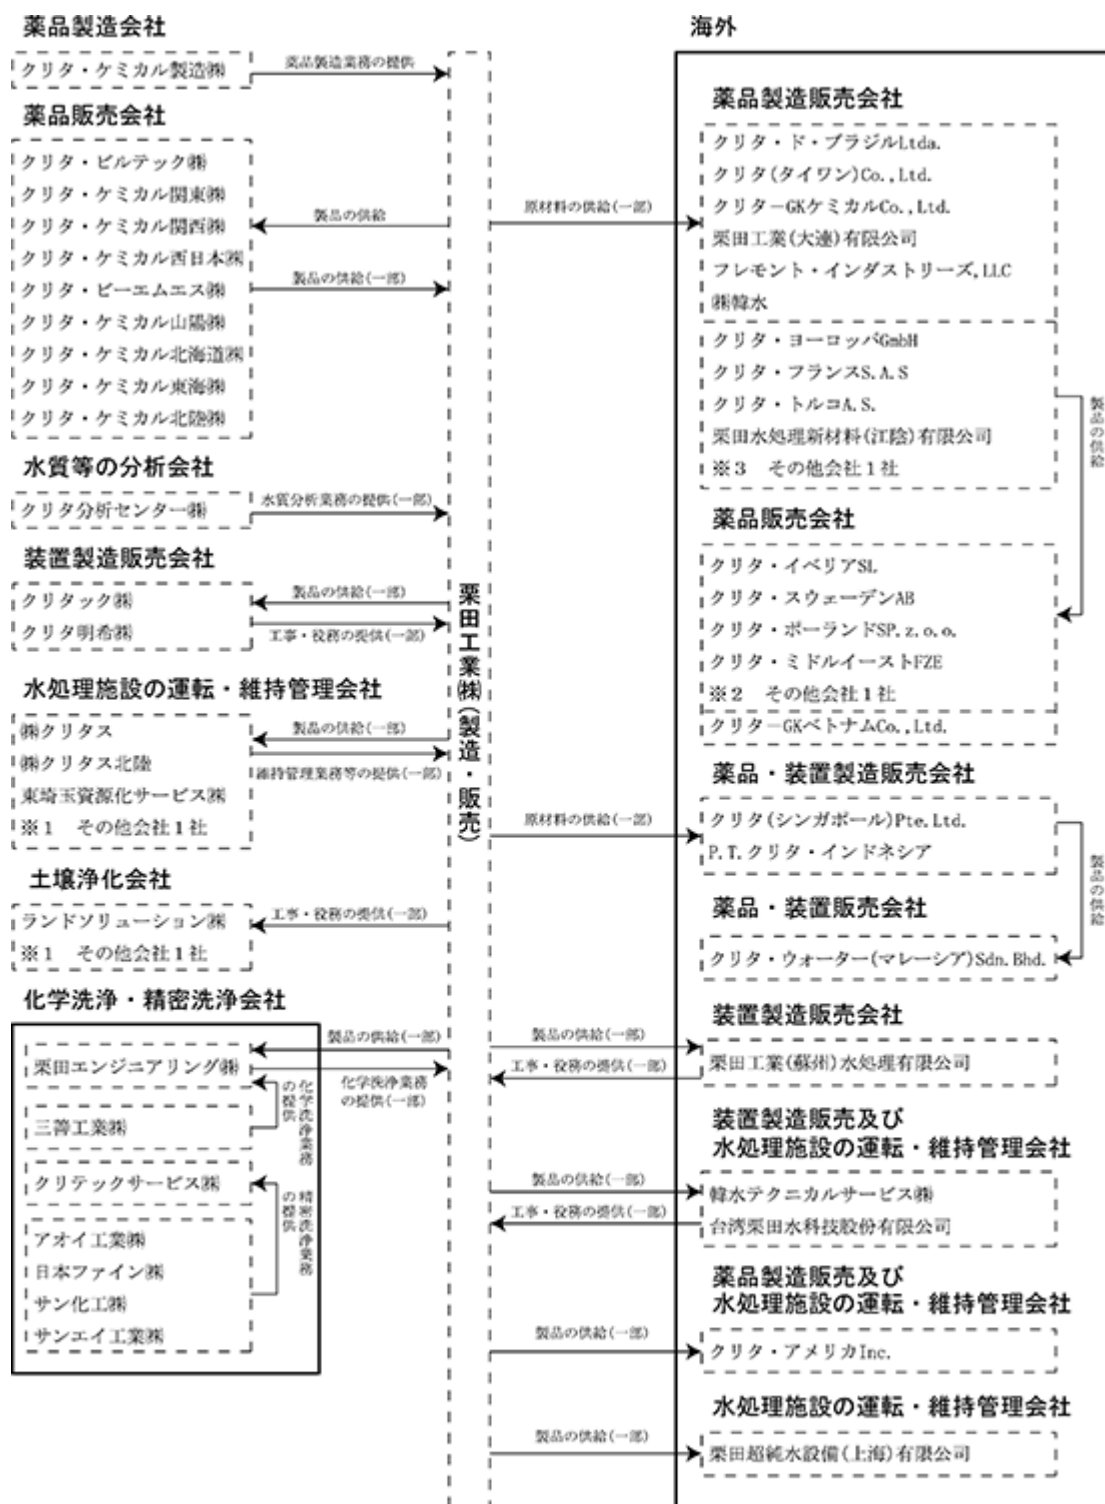 薬品製造会社
クリタ・ケミカル製造㈱
薬品製造業務の提供
薬品販売会社
クリタ・ビルテック㈱
クリタ・ケミカル関東㈱
クリタ・ケミカル関西㈱
クリタ・ケミカル西日本㈱
クリタ・ビーエムエス㈱
クリタ・ケミカル山陽㈱
クリタ・ケミカル北海道㈱
クリタ・ケミカル東海㈱
クリタ・ケミカル北陸㈱
製品の供給
製品の供給(一部)
水質等の分析会社
クリタ分析センター㈱
水質分析業務の提供(一部)
装置製造販売会社
クリタック㈱
クリタ明希㈱
製品の供給(一部)
工事・役務の提供(一部)
水処理施設の運転・維持管理会社
㈱クリタス
㈱クリタス北陸
東埼玉資源化サービス㈱
※1 その他会社1社
製品の供給(一部)
維持管理業務等の提供(一部)
土壌浄化会社
ランドソリューション㈱
※1 その他会社1社
工事・役務の提供(一部)
化学洗浄・精密洗浄会社
栗田エンジニアリング㈱
製品の供給(一部)
化学洗浄業務
の提供(一部)
三善工業㈱
化学洗浄業務
の提供
クリテックサービス㈱
精密洗浄業務
の提供
アオイ工業㈱
日本ファイン㈱
サン化工㈱
サンエイ工業㈱
栗田工業㈱(製造・販売)
海外
薬品製造販売会社
原材料の供給(一部)
クリタ・ド・ブラジルLtda.
クリタ(タイワン)Co.,Ltd.
クリタ－GKケミカルCo.,Ltd.
栗田工業(大連)有限公司
フレモント・インダストリーズ,LLC
㈱韓水
クリタ・ヨーロッパGmbH
クリタ・フランスS.A.S
クリタ・トルコA.S.
栗田水処理新材料(江陰)有限公司
※3 その他会社1社
製品の供給
薬品販売会社
クリタ・イベリアSL
クリタ・スウェーデンAB
クリタ・ポーランドSP.z.o.o.
クリタ・ミドルイーストFZE
※2 その他会社1社
クリタ－GKベトナムCo.,Ltd.
薬品・装置製造販売会社
原材料の供給(一部)
クリタ(シンガポール)Pte.Ltd.
P.T.クリタ・インドネシア
製品の供給
薬品・装置販売会社
クリタ・ウォーター(マレーシア)Sdn.Bhd.
装置製造販売会社
製品の供給(一部)
工事・役務の提供(一部)
栗田工業(蘇州)水処理有限公司
装置製造販売及び
水処理施設の運転・維持管理会社
製品の供給(一部)
工事・役務の提供(一部)
韓水テクニカルサービス㈱
台湾栗田水科技股份有限公司
薬品製造販売及び
水処理施設の運転・維持管理会社
製品の供給(一部)
クリタ・アメリカInc.
水処理施設の運転・維持管理会社
製品の供給(一部)
栗田超純水設備(上海)有限公司